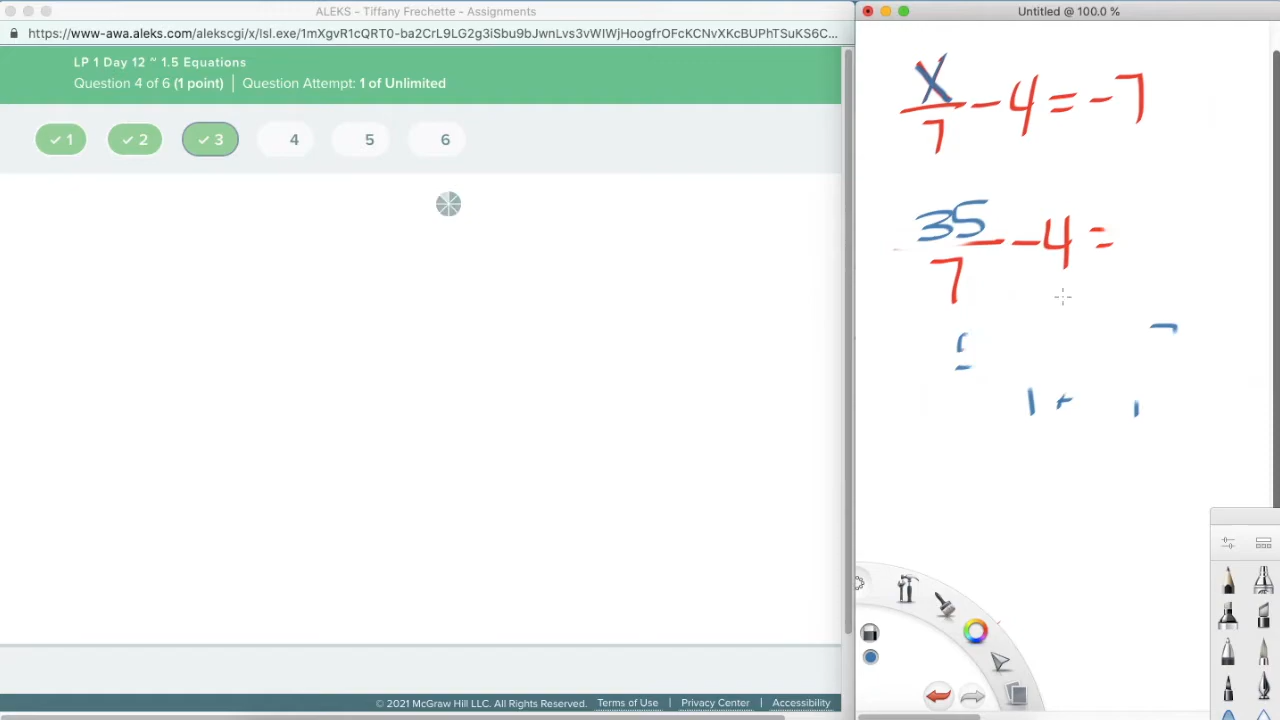 ALEKS - Tiffany Frechette - Assignments
Untitled @ 100.0 %
https://www-awa.aleks.com/alekscgi/x/lsl.exe/1mXgvR1cQRT0-ba2CrL9LG2g3iSbu9bJwnLvs3vWIWjHoogfrOFcKCNvXKcBUPhTSuKS6C...
LP 1 Day 12 ~ 1.5 Equations
Question 4 of 6 (1 point) | Question Attempt: 1 of Unlimited
✓ 1 ✓ 2 ✓ 3 4 5 6
x/7 - 4 = -7
35/7 - 4 =
© 2021 McGraw Hill LLC. All Rights Reserved. Terms of Use | Privacy Center | Accessibility